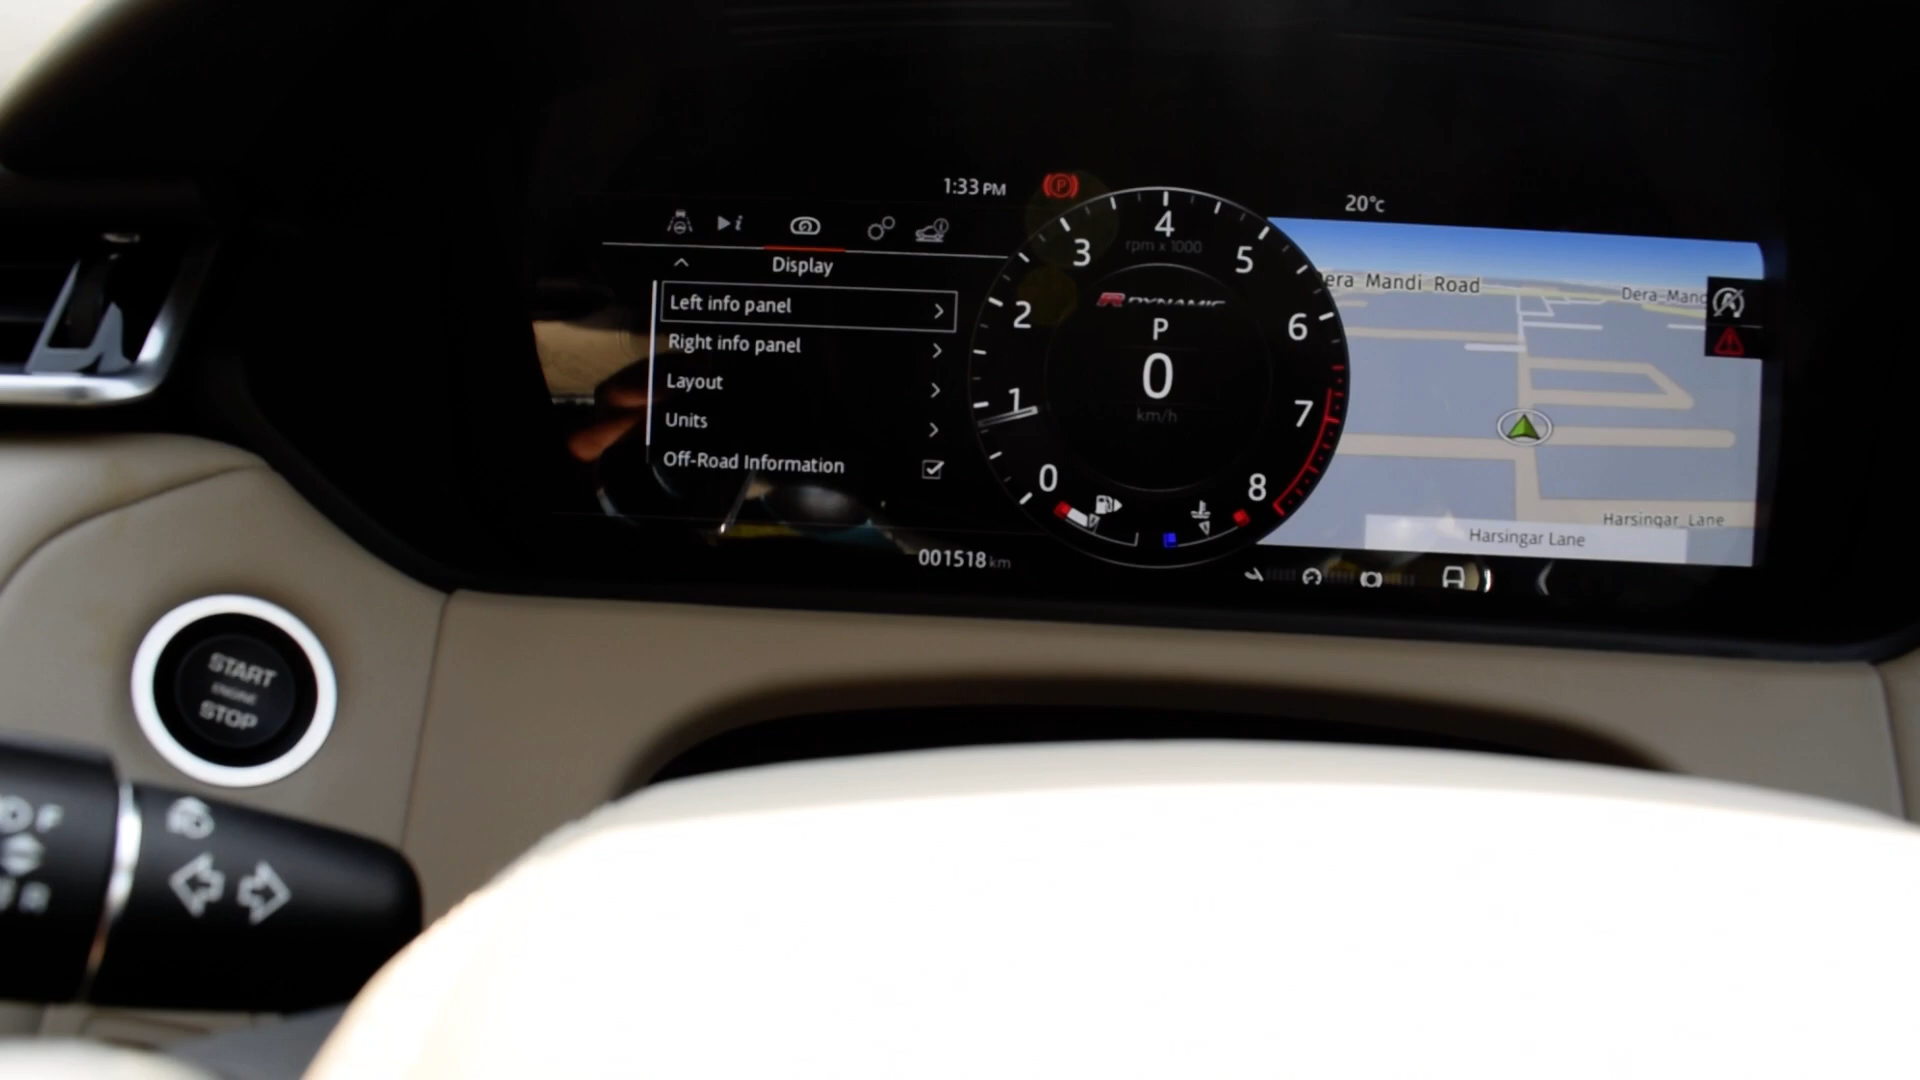 1:33 PM
20°c
Display
Left info panel
Right info panel
Layout
Units
Off-Road Information
001518 km
0
1
2
3
4
5
6
7
8
rpm x 1000
R DYNAMIC
P
0
km/h
Dera Mandi Road
Harsingar Lane
Harsingar Lane
START
ENGINE
STOP